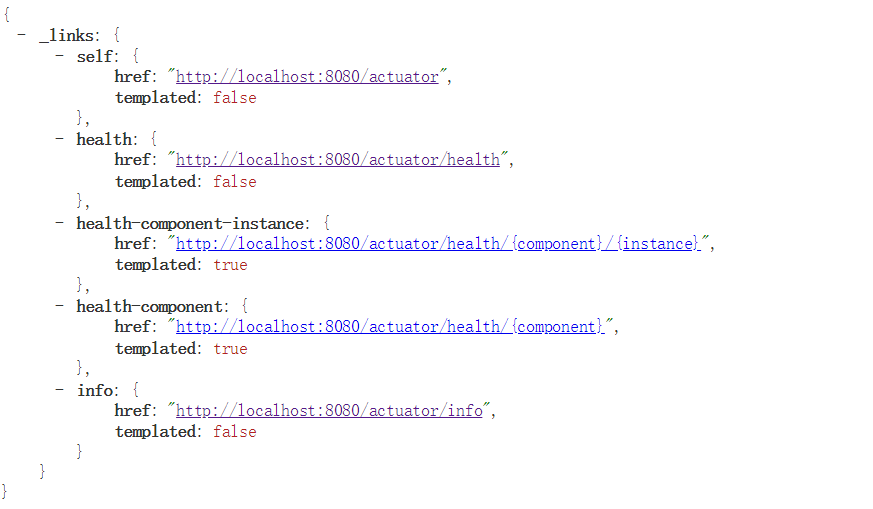 {
- _links: {
- self: {
href: "http://localhost:8080/actuator",
templated: false
},
- health: {
href: "http://localhost:8080/actuator/health",
templated: false
},
- health-component-instance: {
href: "http://localhost:8080/actuator/health/{component}/{instance}",
templated: true
},
- health-component: {
href: "http://localhost:8080/actuator/health/{component}",
templated: true
},
- info: {
href: "http://localhost:8080/actuator/info",
templated: false
}
}
}